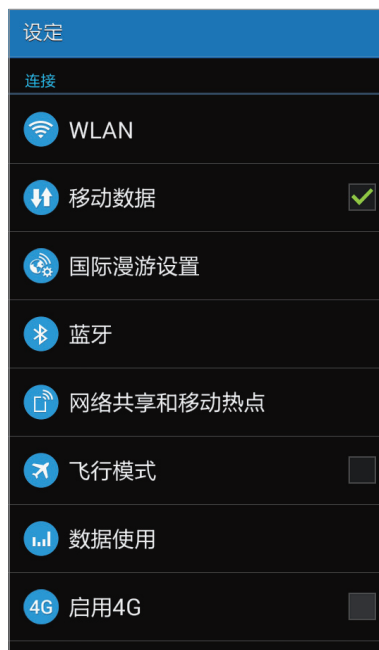 设定
连接
WLAN
移动数据
国际漫游设置
蓝牙
网络共享和移动热点
飞行模式
数据使用
4G 启用4G